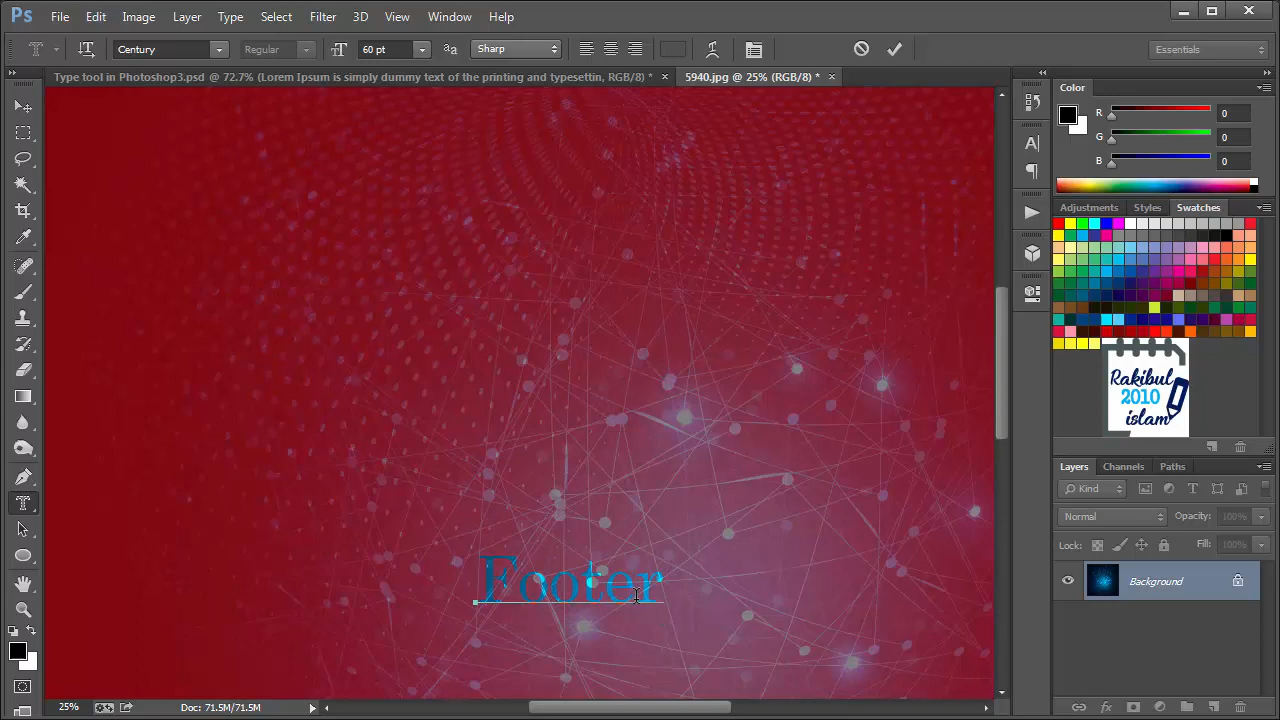 Ps File Edit Image Layer Type Select Filter 3D View Window Help
Century Regular 60 pt Sharp Essentials
Type tool in Photoshop3.psd @ 72.7% (Lorem Ipsum is simply dummy text of the printing and typesettin, RGB/8) * × 5940.jpg @ 25% (RGB/8) * ×
Color
R 0
G 0
B 0
Adjustments Styles Swatches
Rakibul
2010
islam
Layers Channels Paths
Kind
Normal Opacity: 100%
Lock: Fill: 100%
Background
Footer
25% Doc: 71.5M/71.5M